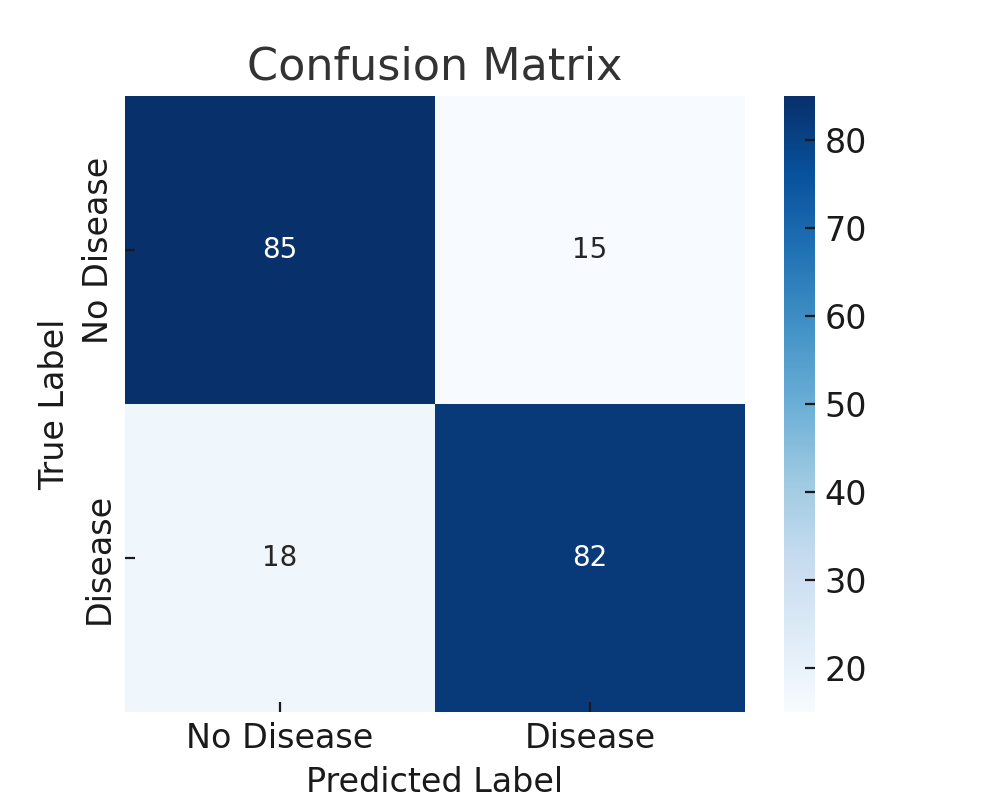 Confusion Matrix
True Label
No Disease
Disease
85
15
18
82
No Disease
Disease
Predicted Label
80
70
60
50
40
30
20